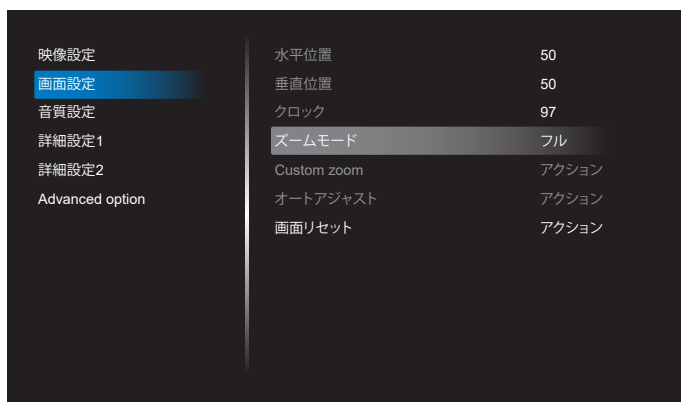 映像設定
画面設定
音質設定
詳細設定1
詳細設定2
Advanced option
水平位置 50
垂直位置 50
クロック 97
ズームモード フル
Custom zoom アクション
オートアジャスト アクション
画面リセット アクション